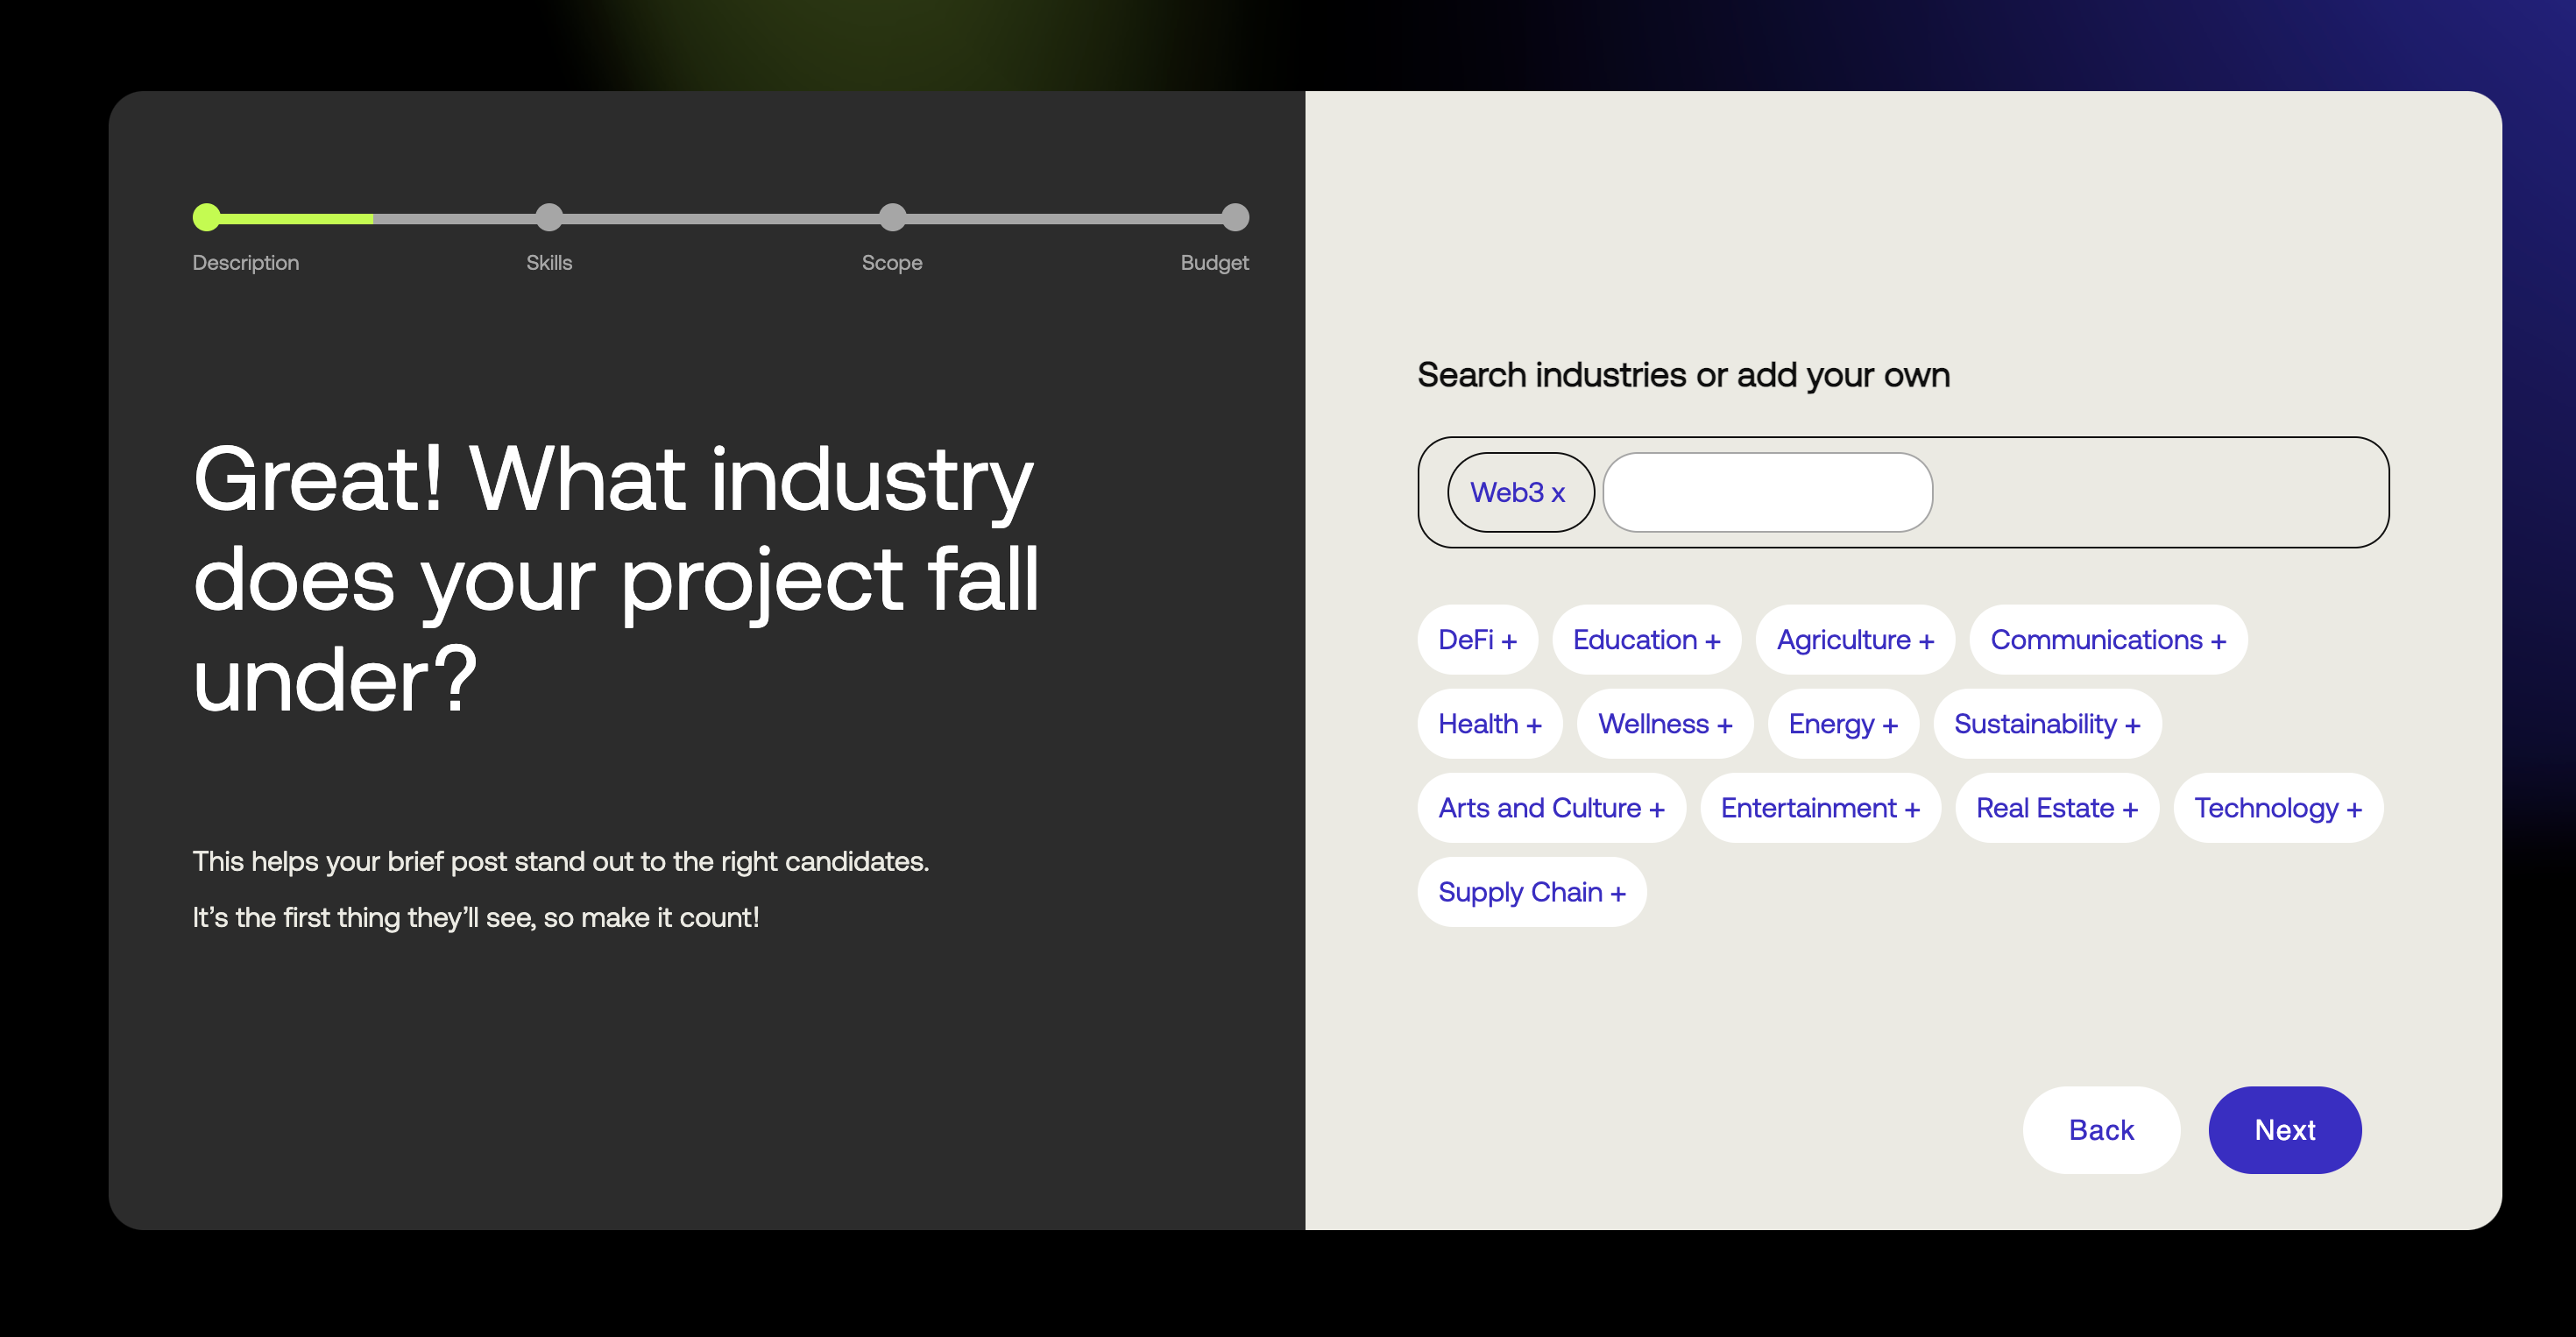 Description
Skills
Scope
Budget
Great! What industry
does your project fall
under?
This helps your brief post stand out to the right candidates.
It’s the first thing they’ll see, so make it count!
Search industries or add your own
Web3 x
DeFi + Education + Agriculture + Communications +
Health + Wellness + Energy + Sustainability +
Arts and Culture + Entertainment + Real Estate + Technology +
Supply Chain +
Back Next